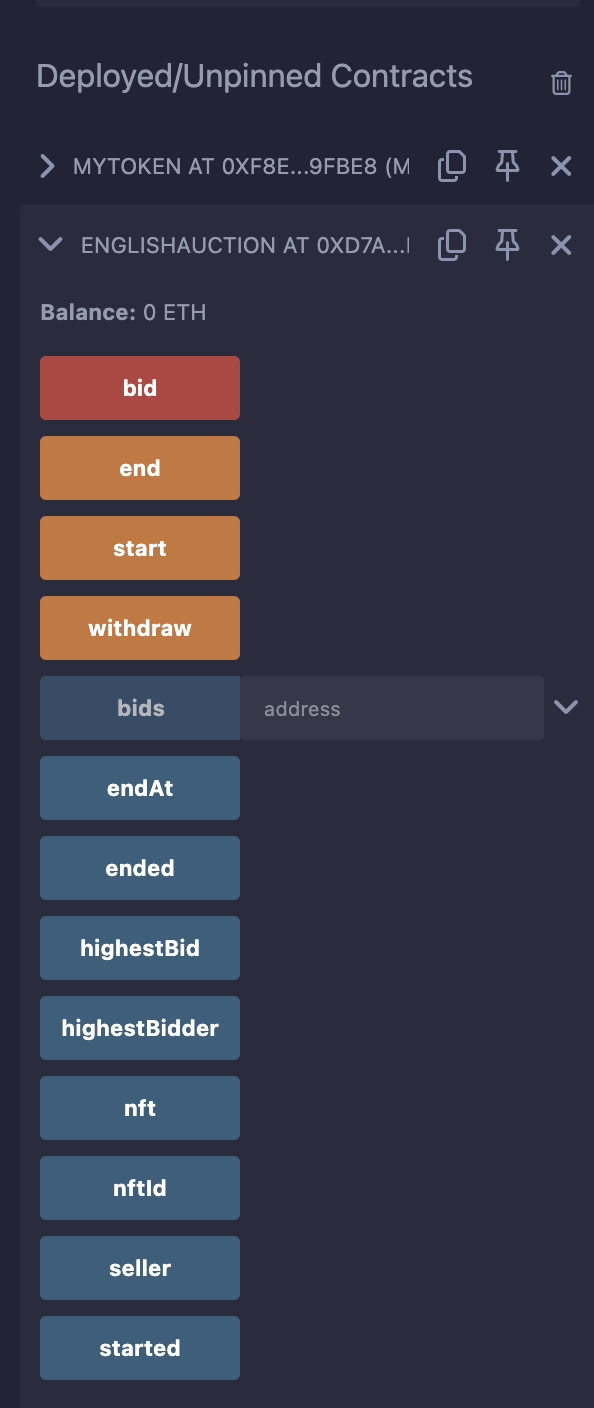 Deployed/Unpinned Contracts
MYTOKEN AT 0XF8E...9FBE8 (M
ENGLISHAUCTION AT 0XD7A...
Balance: 0 ETH
bid
end
start
withdraw
bids address
endAt
ended
highestBid
highestBidder
nft
nftId
seller
started